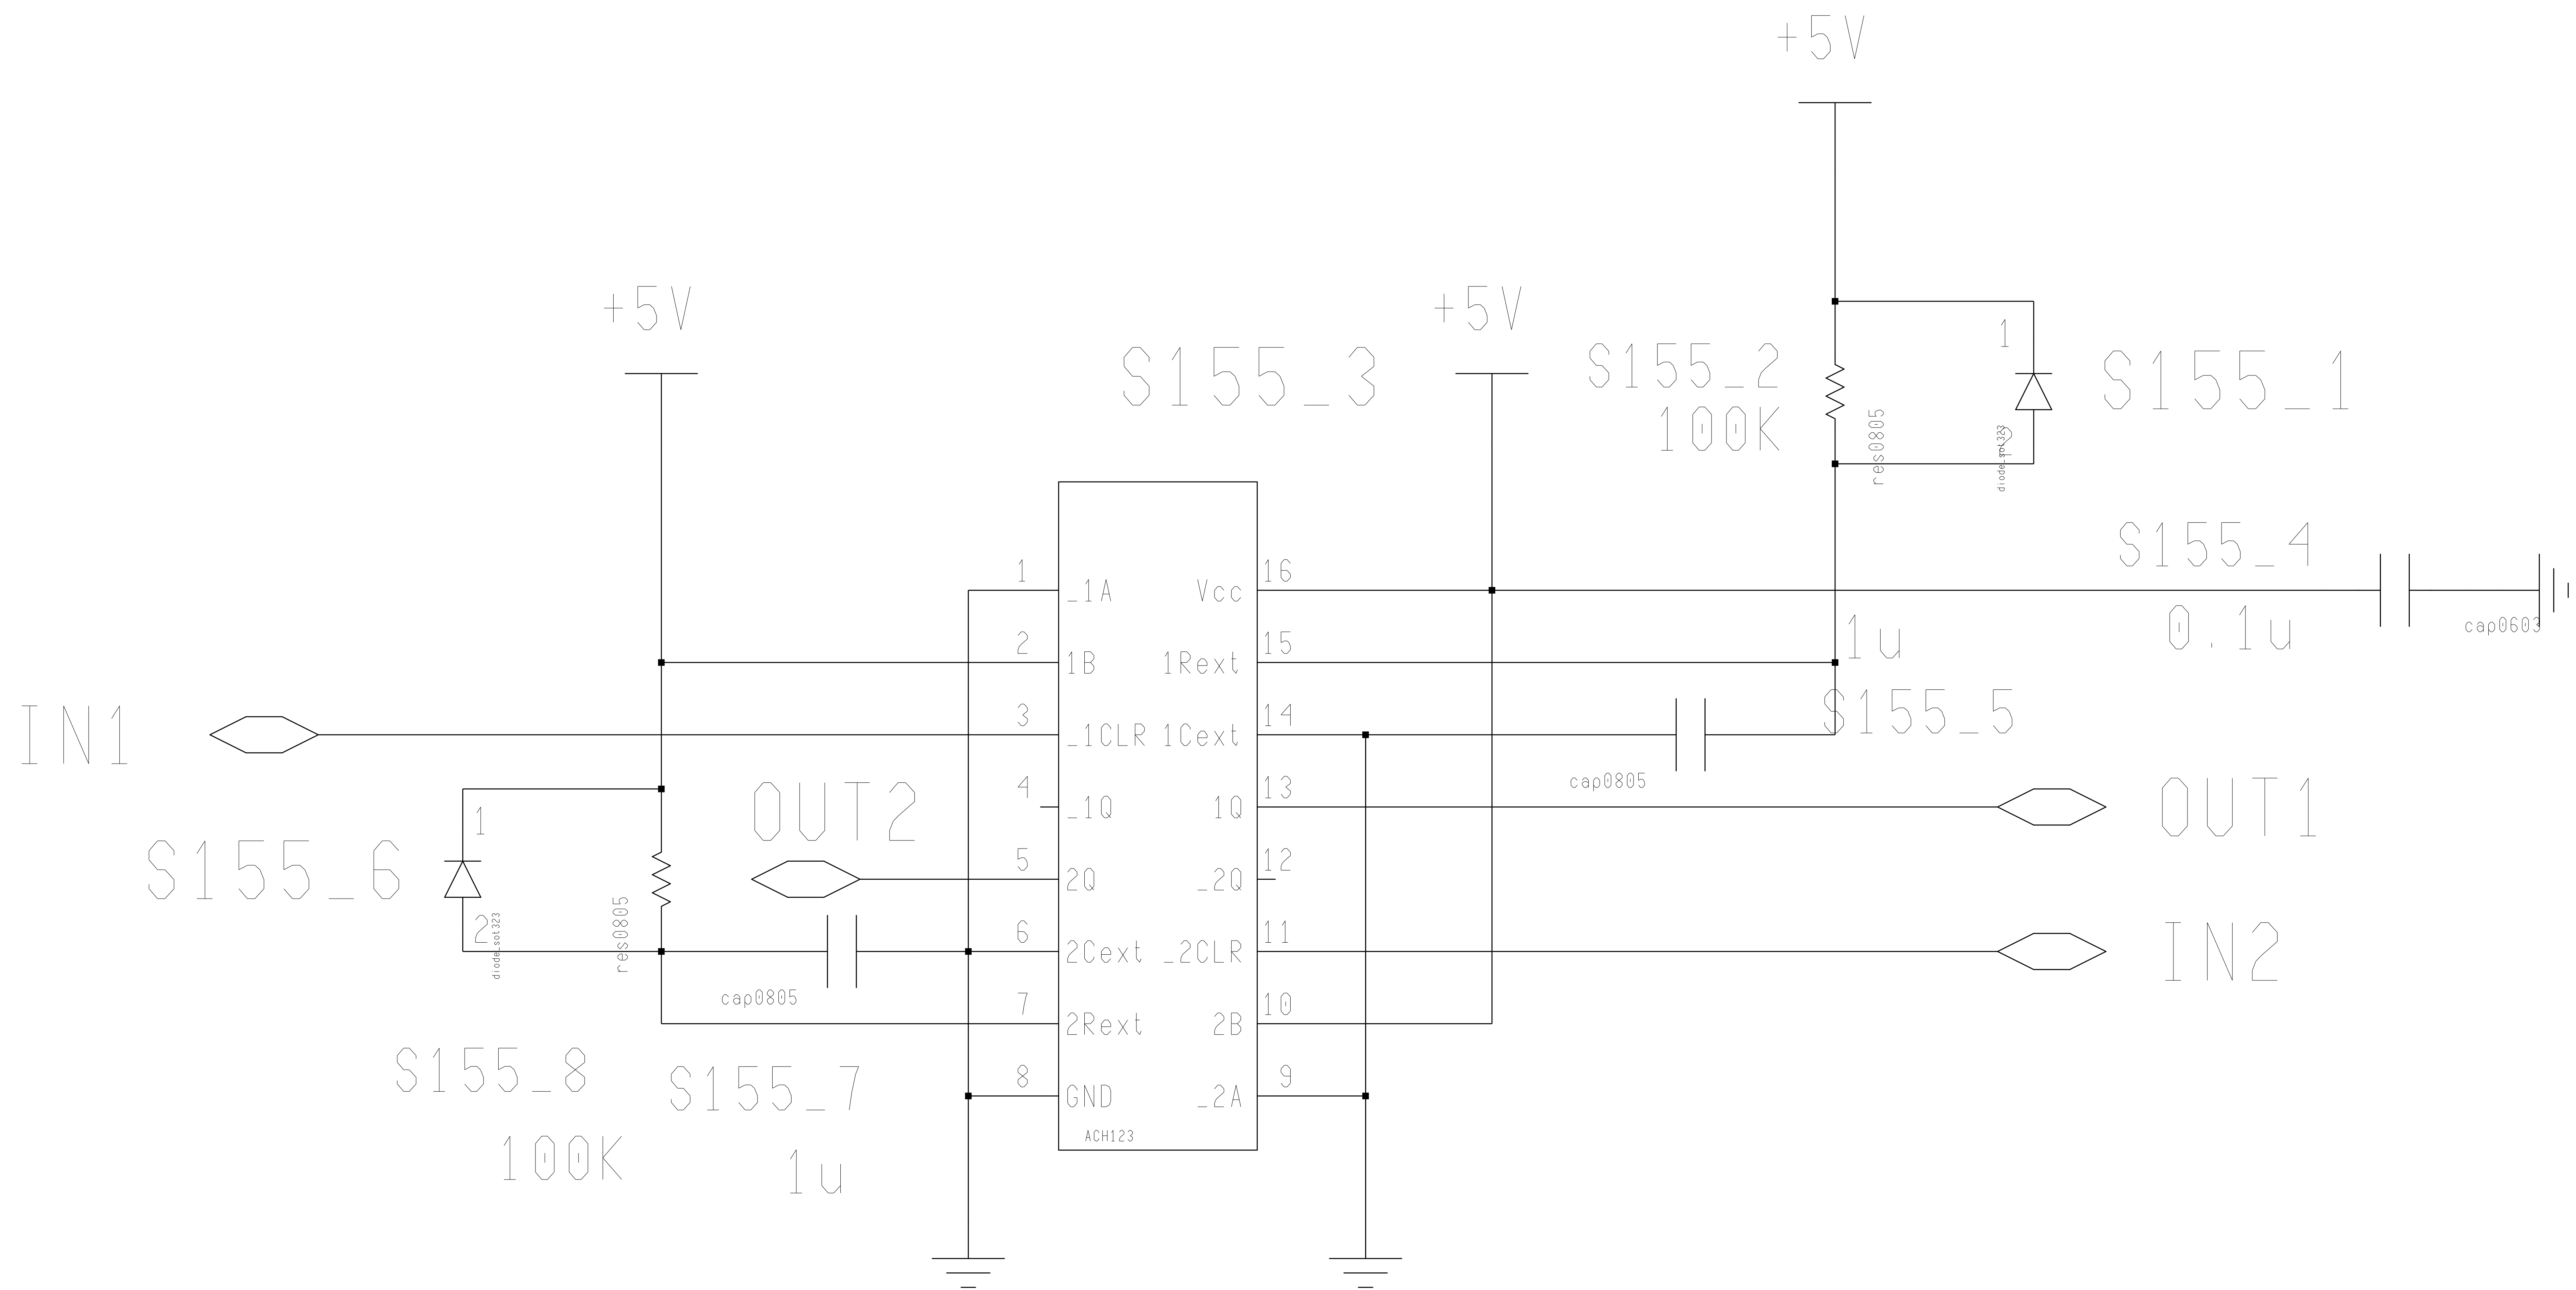 +5V
+5V
+5V
S155_3
S155_2
100K
res0805
1
2
diode_sot323
S155_1
S155_4
0.1u
cap0603
1 _1A Vcc 16
2 1B 1Rext 15
3 _1CLR 1Cext 14
4 _1Q 1Q 13
5 2Q _2Q 12
6 2Cext _2CLR 11
7 2Rext 2B 10
8 GND _2A 9
ACH123
1u
S155_5
cap0805
IN1
OUT1
OUT2
IN2
S155_6
1
2
diode_sot323
res0805
cap0805
S155_8
100K
S155_7
1u